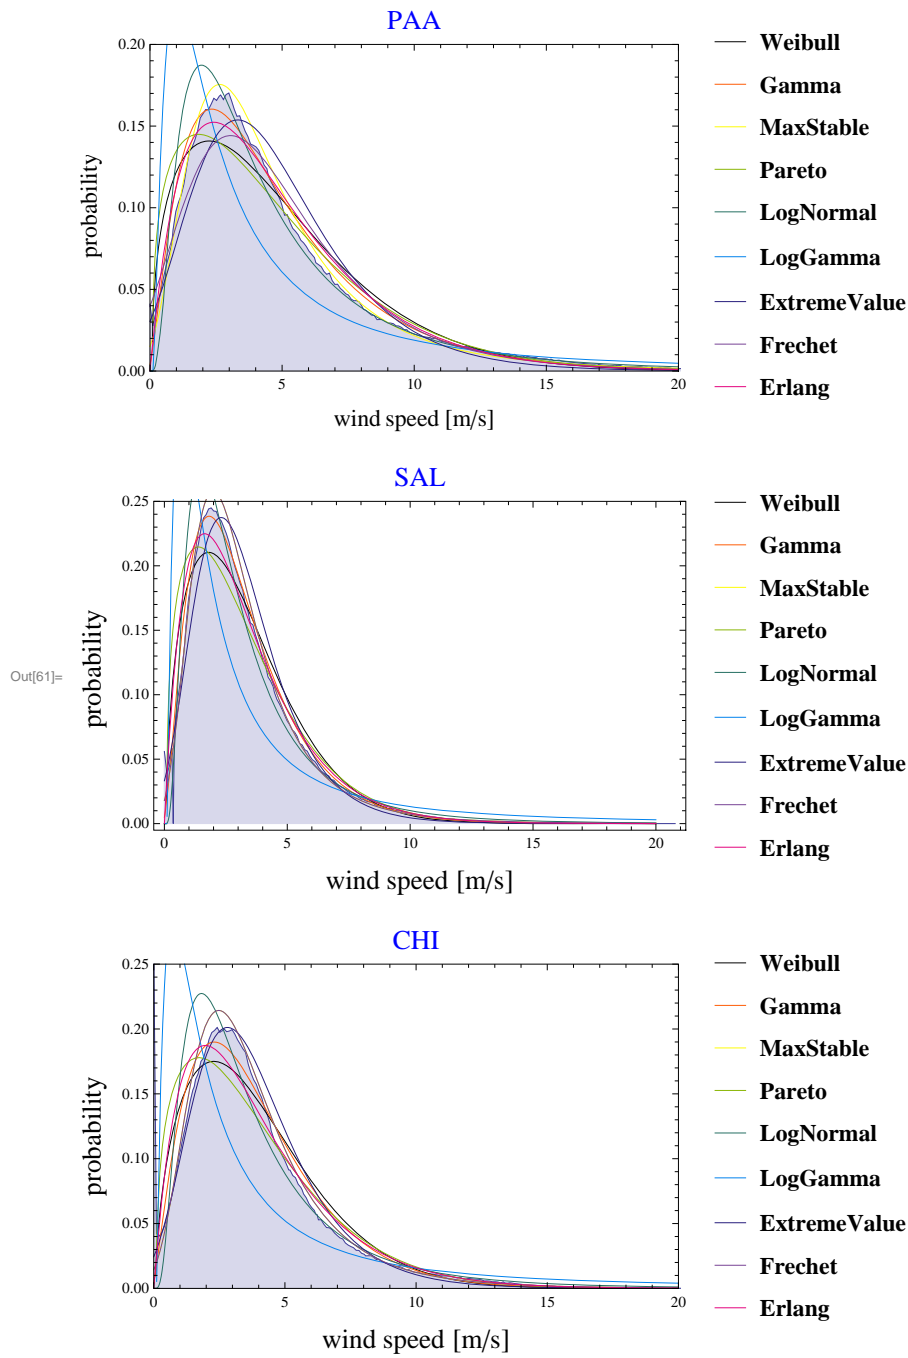 PAA
0.20
0.15
0.10
0.05
0.00
probability
0 5 10 15 20
wind speed [m/s]
Weibull
Gamma
MaxStable
Pareto
LogNormal
LogGamma
ExtremeValue
Frechet
Erlang
Out[61]=
SAL
0.25
0.20
0.15
0.10
0.05
0.00
probability
0 5 10 15 20
wind speed [m/s]
Weibull
Gamma
MaxStable
Pareto
LogNormal
LogGamma
ExtremeValue
Frechet
Erlang
CHI
0.25
0.20
0.15
0.10
0.05
0.00
probability
0 5 10 15 20
wind speed [m/s]
Weibull
Gamma
MaxStable
Pareto
LogNormal
LogGamma
ExtremeValue
Frechet
Erlang